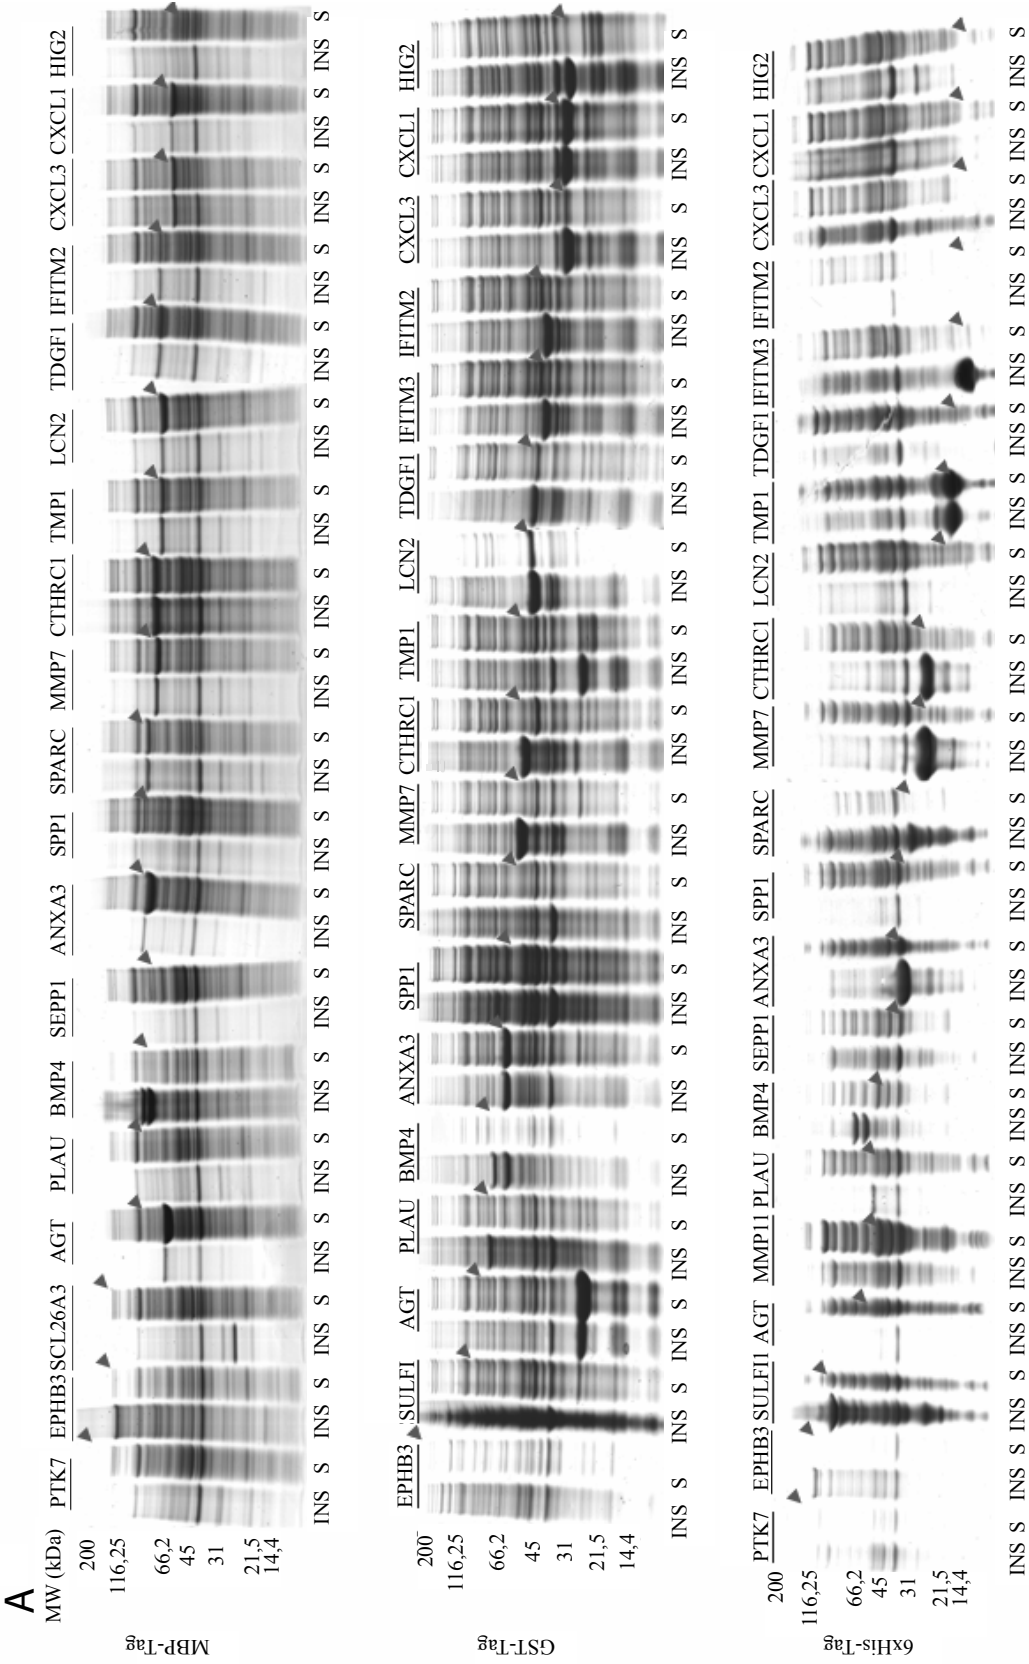 A
MW (kDa) PTK7 EPHB3 SCL26A3 AGT PLAU BMP4 SEPP1 ANXA3 SPP1 SPARC MMP7 CTHRC1 TMP1 LCN2 TDGF1 IFITM2 CXCL3 CXCL1 HIG2
200
116,25
66,2
45
31
21,5
14,4
MBP-Tag
INS S INS S INS S INS S INS S INS S INS S INS S INS S INS S INS S INS S INS S INS S INS S INS S INS S INS S INS S
EPHB3 SULFI AGT PLAU BMP4 ANXA3 SPP1 SPARC MMP7 CTHRC1 TMP1 LCN2 TDGF1 IFITM3 IFITM2 CXCL3 CXCL1 HIG2
200
116,25
66,2
45
31
21,5
14,4
GST-Tag
INS S INS S INS S INS S INS S INS S INS S INS S INS S INS S INS S INS S INS S INS S INS S INS S INS S INS S
PTK7 EPHB3 SULFI1 AGT MMP11 PLAU BMP4 SEPP1 ANXA3 SPP1 SPARC MMP7 CTHRC1 LCN2 TMP1 TDGF1 IFITM3 IFITM2 CXCL3 CXCL1 HIG2
200
116,25
66,2
45
31
21,5
14,4
6xHis-Tag
INS S INS S INS S INS S INS S INS S INS S INS S INS S INS S INS S INS S INS S INS S INS S INS S INS S INS S INS S INS S INS S